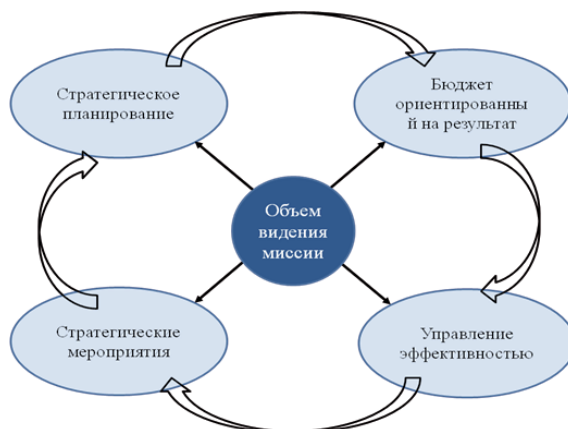 Стратегическое
планирование
Бюджет
ориентированны
й на результат
Объем
видения
миссии
Стратегические
мероприятия
Управление
эффективностью